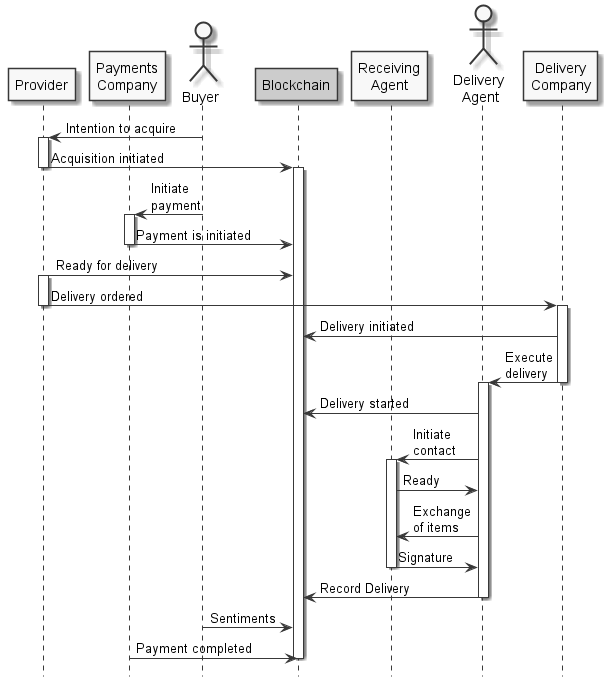 Provider
Payments
Company
Buyer
Blockchain
Receiving
Agent
Delivery
Agent
Delivery
Company
Intention to acquire
Acquisition initiated
Initiate
payment
Payment is initiated
Ready for delivery
Delivery ordered
Delivery initiated
Execute
delivery
Delivery started
Initiate
contact
Ready
Exchange
of items
Signature
Record Delivery
Sentiments
Payment completed